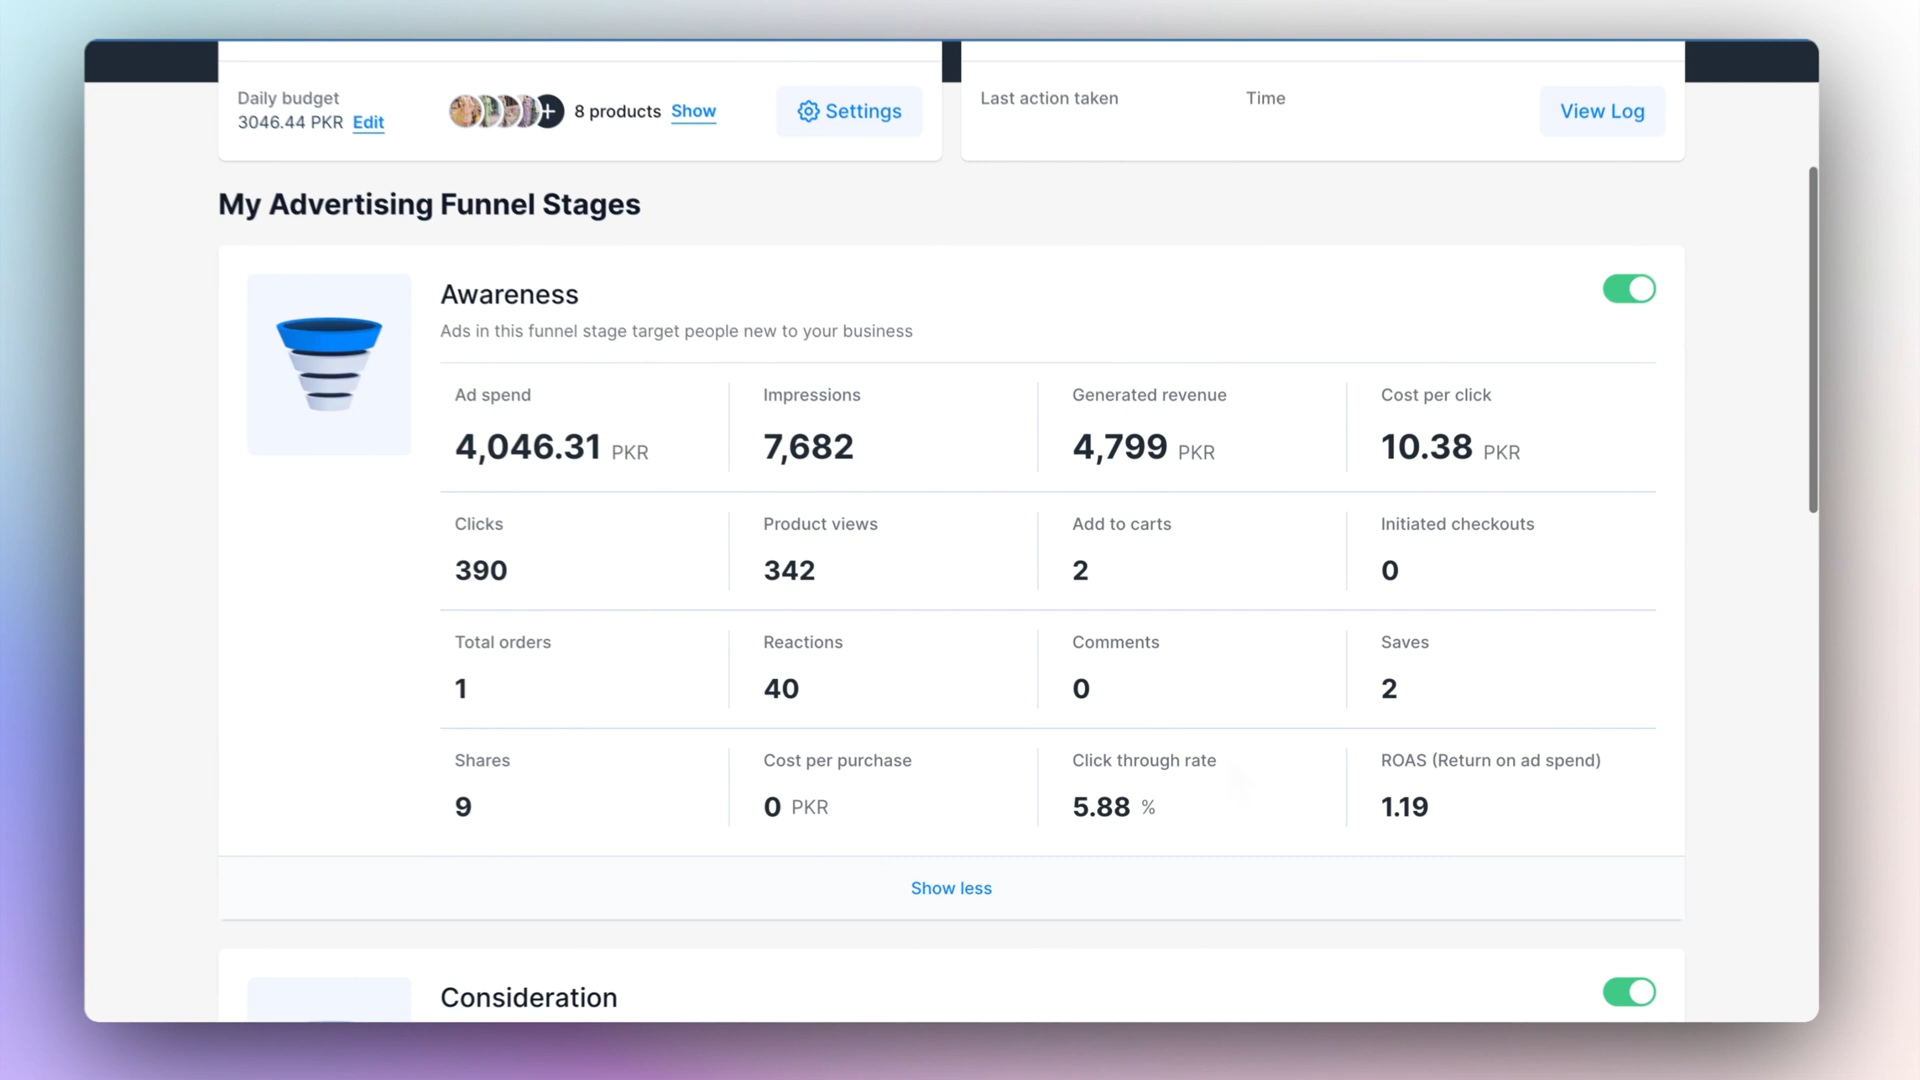 Daily budget
3046.44 PKR Edit
8 products Show
Settings
Last action taken
Time
View Log
My Advertising Funnel Stages
Awareness
Ads in this funnel stage target people new to your business
Ad spend
4,046.31 PKR
Impressions
7,682
Generated revenue
4,799 PKR
Cost per click
10.38 PKR
Clicks
390
Product views
342
Add to carts
2
Initiated checkouts
0
Total orders
1
Reactions
40
Comments
0
Saves
2
Shares
9
Cost per purchase
0 PKR
Click through rate
5.88 %
ROAS (Return on ad spend)
1.19
Show less
Consideration